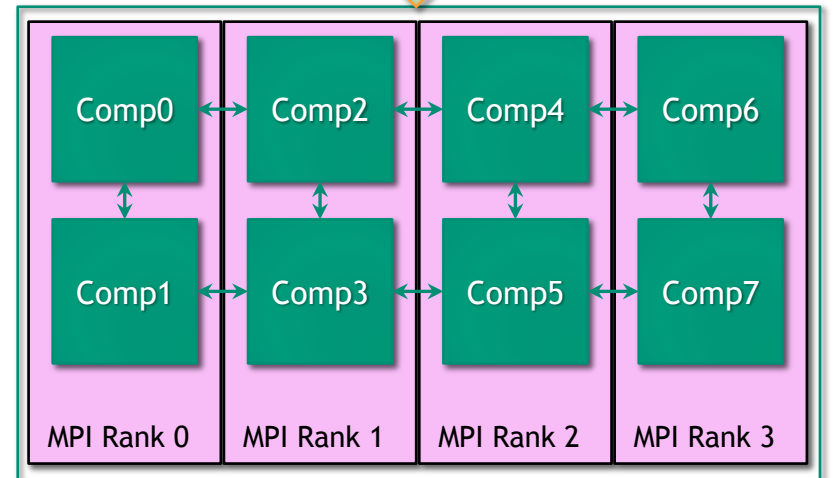 Comp0 Comp2 Comp4 Comp6
Comp1 Comp3 Comp5 Comp7
MPI Rank 0 MPI Rank 1 MPI Rank 2 MPI Rank 3